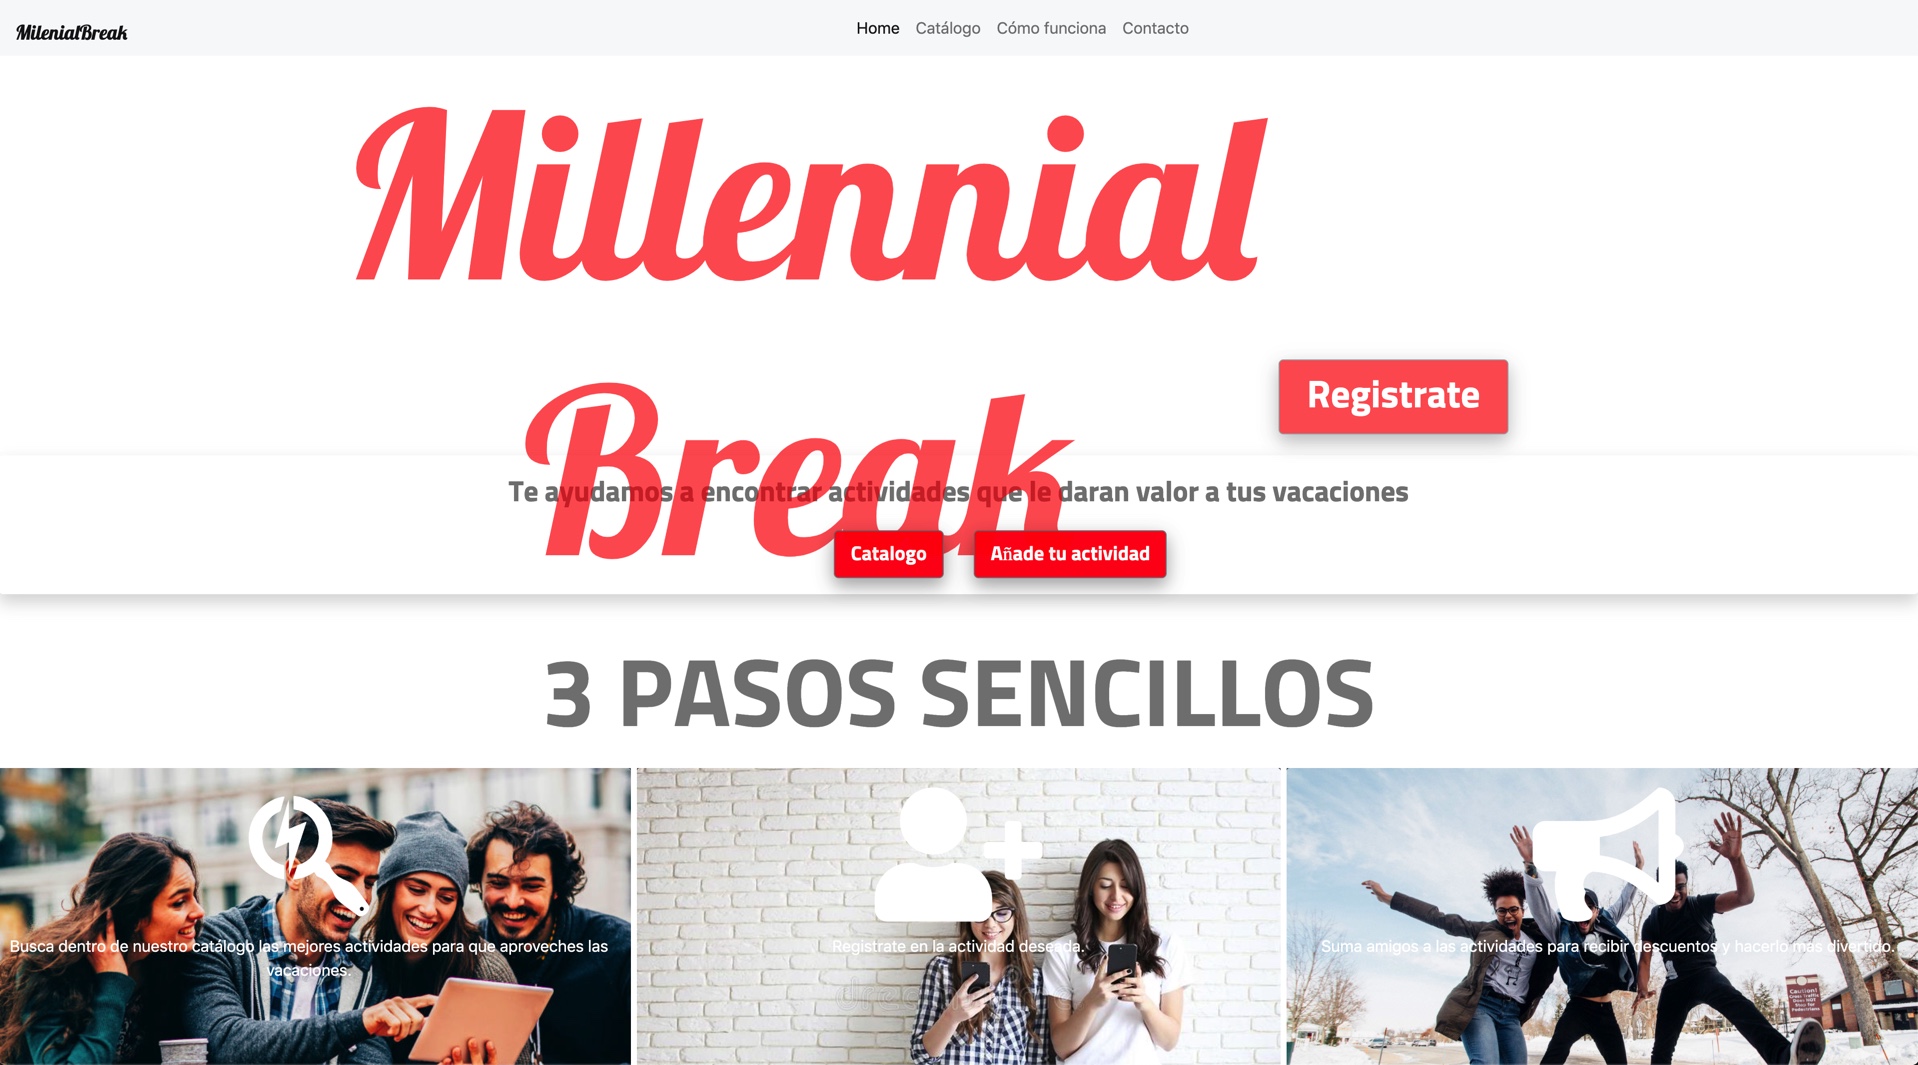 MilenialBreak
Home Catálogo Cómo funciona Contacto
Millennial
Break
Registrate
Te ayudamos a encontrar actividades que le daran valor a tus vacaciones
Catalogo Añade tu actividad
3 PASOS SENCILLOS
Busca dentro de nuestro catálogo las mejores actividades para que aproveches las
vacaciones.
Registrate en la actividad deseada.
Suma amigos a las actividades para recibir descuentos y hacerlo mas divertido.
Caution!